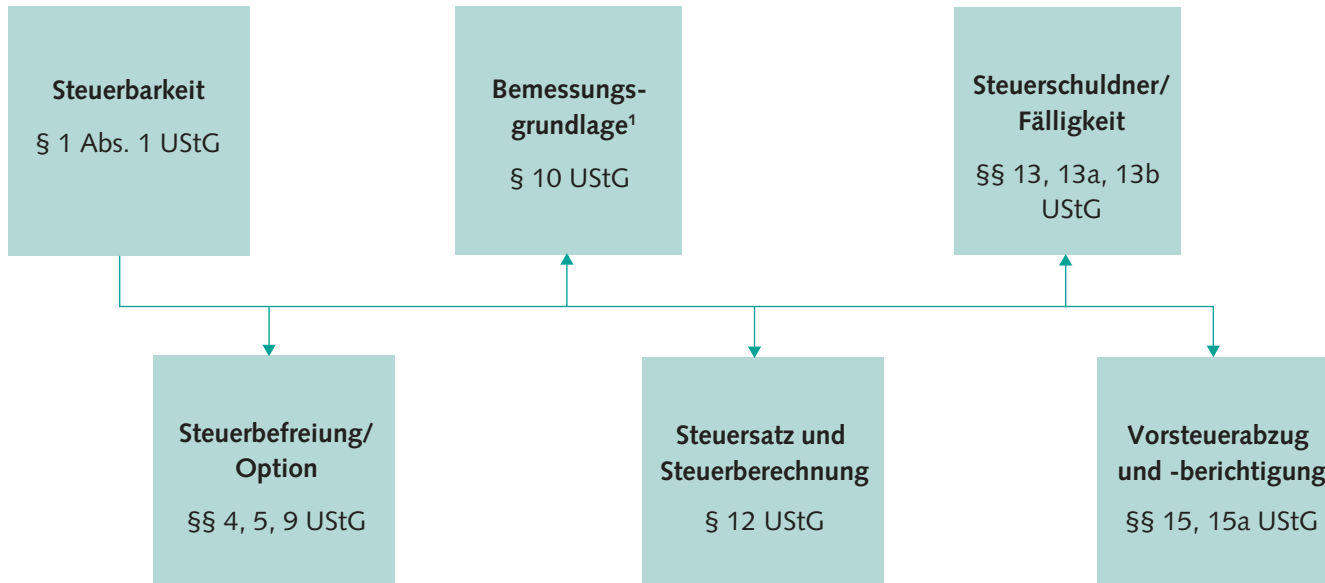 Steuerbarkeit
§ 1 Abs. 1 UStG
Bemessungs-
grundlage¹
§ 10 UStG
Steuerschuldner/
Fälligkeit
§§ 13, 13a, 13b
UStG
Steuerbefreiung/
Option
§§ 4, 5, 9 UStG
Steuersatz und
Steuerberechnung
§ 12 UStG
Vorsteuerabzug
und -berichtigung
§§ 15, 15a UStG